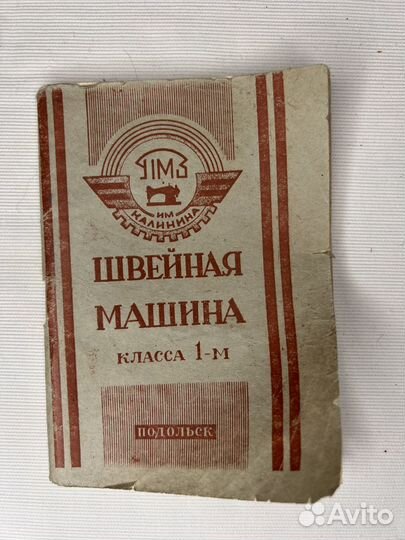 ПМЗ
ИМ
КАЛИНИНА
ШВЕЙНАЯ
МАШИНА
КЛАССА 1-М
ПОДОЛЬСК
Avito